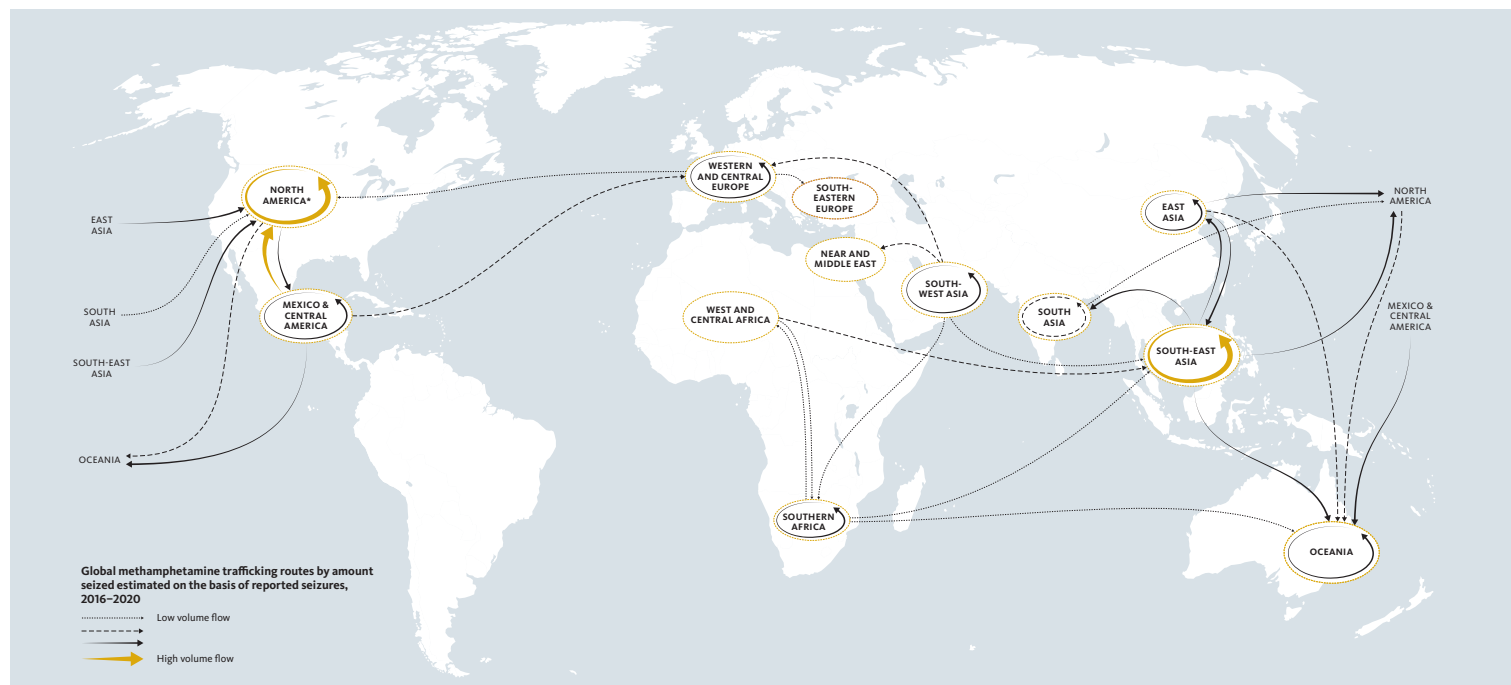 NORTH
AMERICA*
EAST
ASIA
SOUTH
ASIA
SOUTH-EAST
ASIA
OCEANIA
MEXICO &
CENTRAL
AMERICA
WESTERN
AND CENTRAL
EUROPE
SOUTH-
EASTERN
EUROPE
NEAR AND
MIDDLE EAST
SOUTH-
WEST ASIA
WEST AND
CENTRAL AFRICA
SOUTHERN
AFRICA
EAST
ASIA
SOUTH
ASIA
SOUTH-EAST
ASIA
NORTH
AMERICA
MEXICO &
CENTRAL
AMERICA
OCEANIA
Global methamphetamine trafficking routes by amount
seized estimated on the basis of reported seizures,
2016–2020
Low volume flow
High volume flow